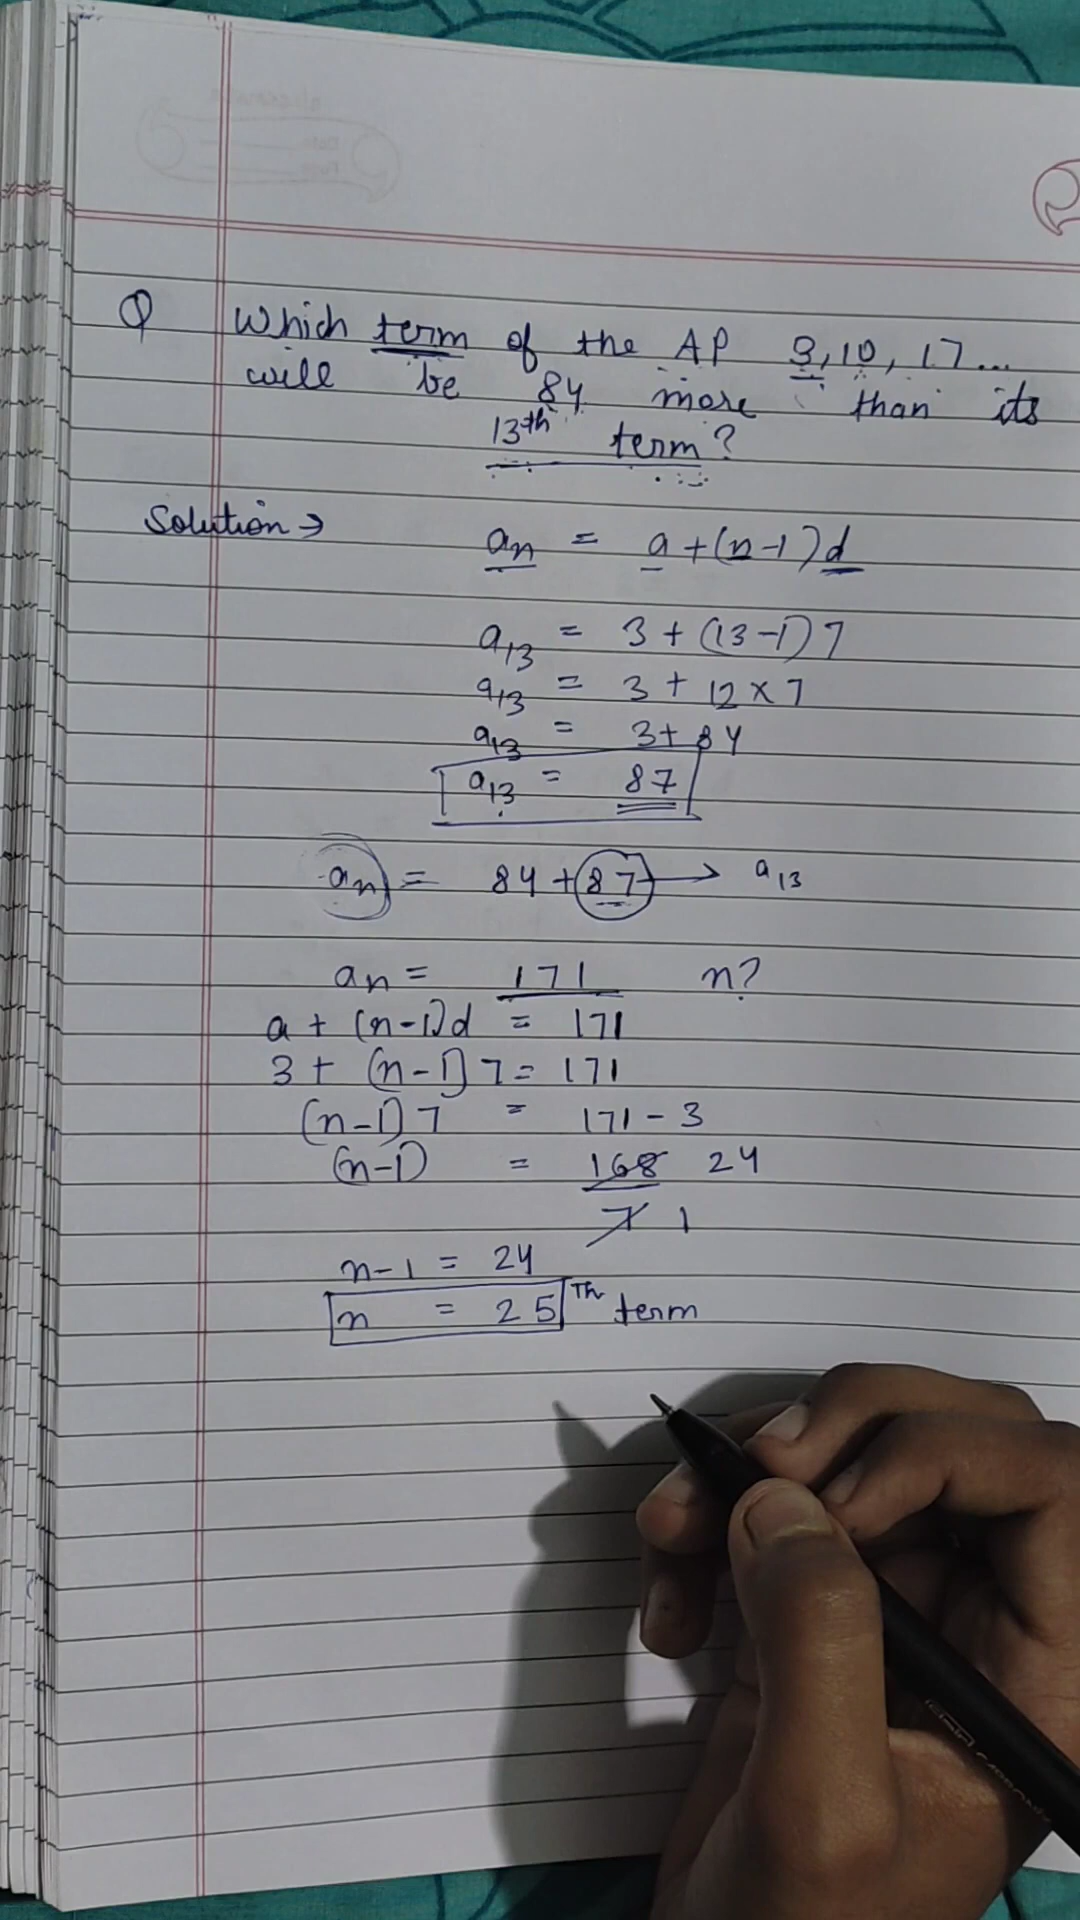 Q Which term of the AP 3, 10, 17...
will be 84 more than its
13th term?
Solution →
an = a + (n-1)d
a13 = 3 + (13-1)7
a13 = 3 + 12 x 7
a13 = 3 + 84
a13 = 87
an = 84 + 87 → a13
an = 171 n?
a + (n-1)d = 171
3 + (n-1)7 = 171
(n-1)7 = 171 - 3
(n-1) = 168 24
7 1
n-1 = 24
n = 25Th term